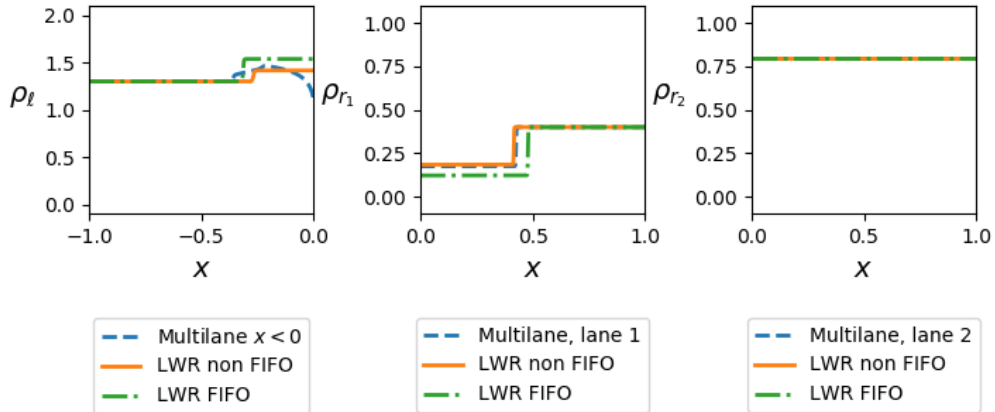 2.0
1.5
1.0
0.5
0.0
ρℓ
−1.0
−0.5
0.0
x
1.00
0.75
0.50
0.25
0.00
ρr1
0.0
0.5
1.0
x
1.00
0.75
0.50
0.25
0.00
ρr2
0.0
0.5
1.0
x
Multilane x < 0
LWR non FIFO
LWR FIFO
Multilane, lane 1
LWR non FIFO
LWR FIFO
Multilane, lane 2
LWR non FIFO
LWR FIFO